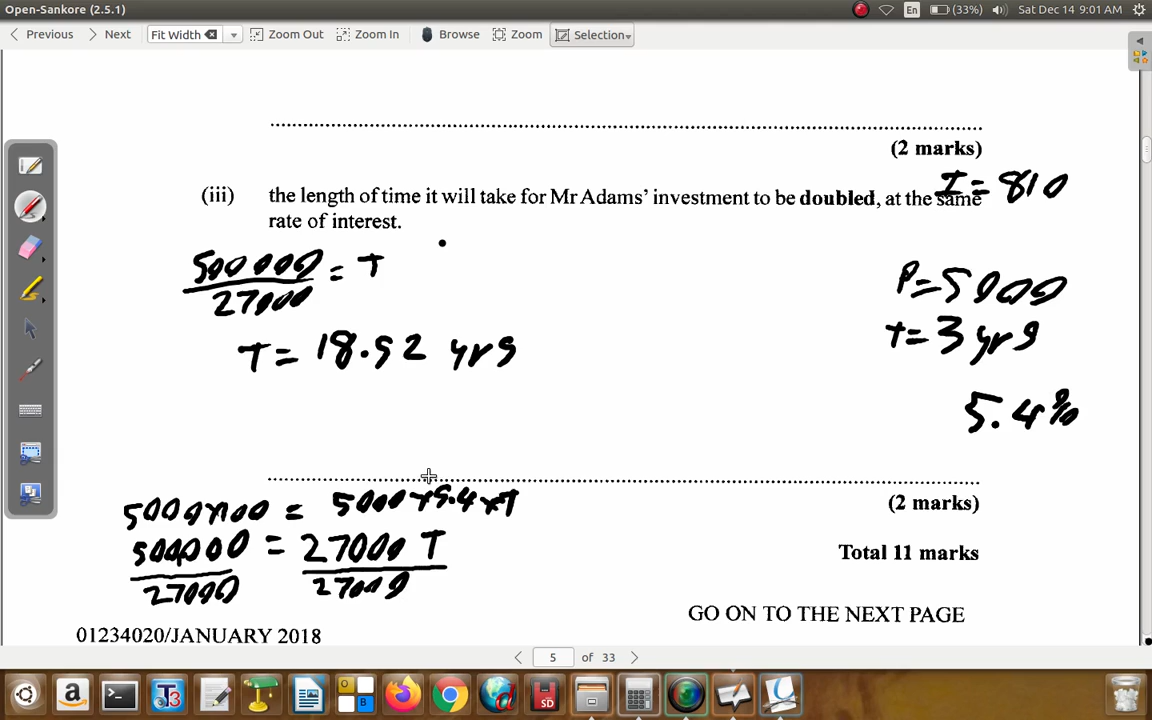 Open-Sankore (2.5.1)
En (33%) Sat Dec 14 9:01 AM
Previous Next Fit Width Zoom Out Zoom In Browse Zoom Selection
(2 marks)
I = 810
(iii) the length of time it will take for Mr Adams' investment to be doubled, at the same
rate of interest.
500000 = T
27000
P=5000
T=3 yrs
T= 18.52 yrs
5.4%
5000x100 = 5000x5.4xT
(2 marks)
500000 = 27000 T
27000 27000
Total 11 marks
GO ON TO THE NEXT PAGE
01234020/JANUARY 2018
5 of 33